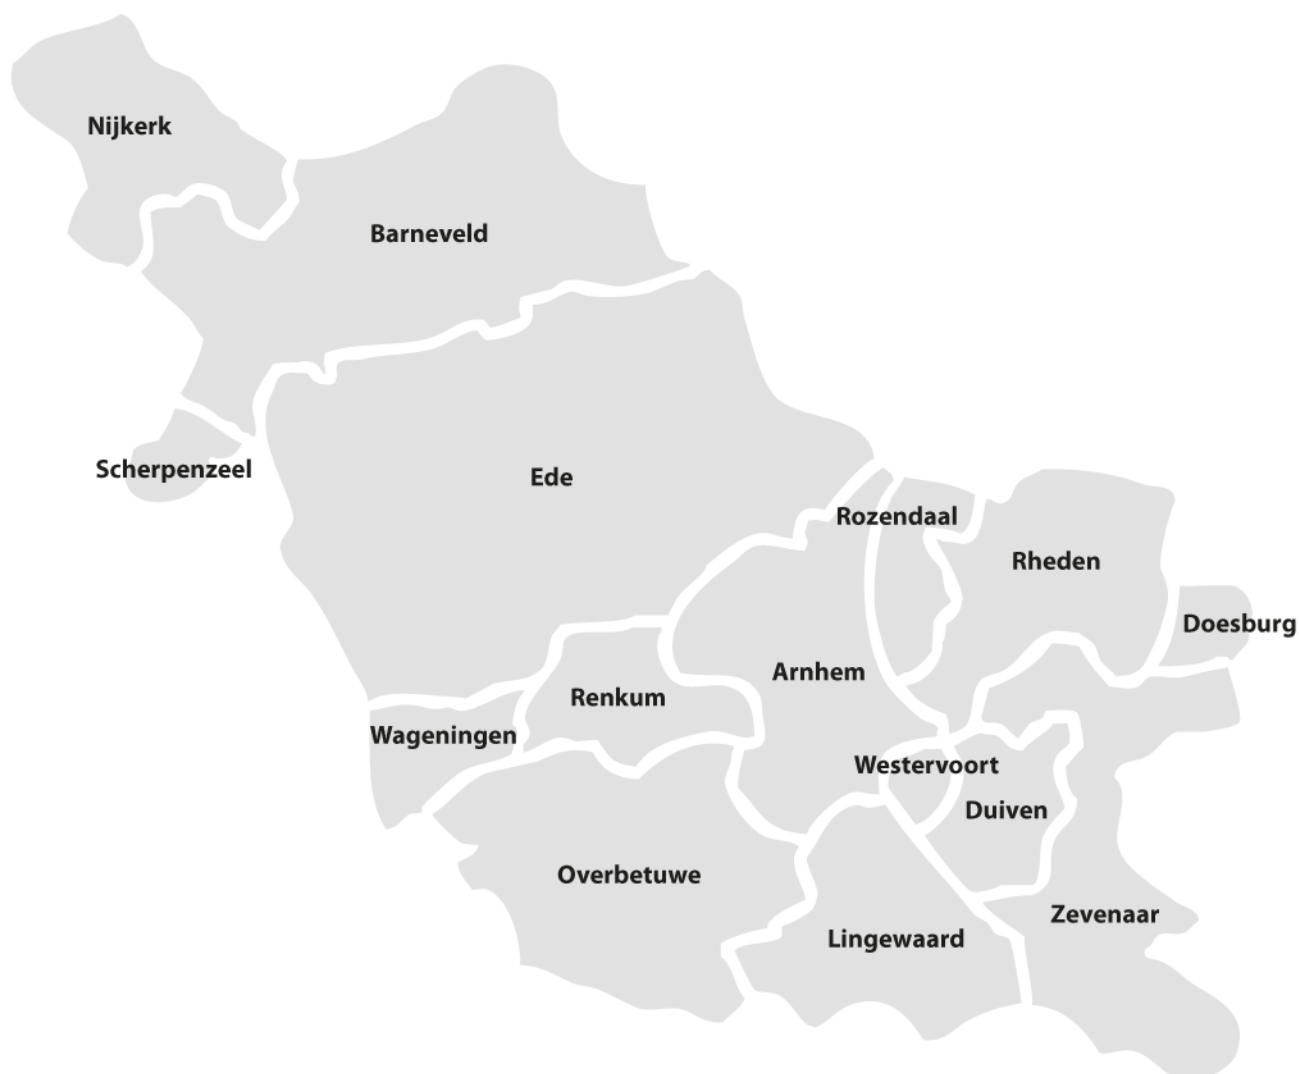 Nijkerk
Barneveld
Scherpenzeel
Ede
Rozendaal
Rheden
Doesburg
Arnhem
Renkum
Wageningen
Westervoort
Duiven
Overbetuwe
Zevenaar
Lingewaard